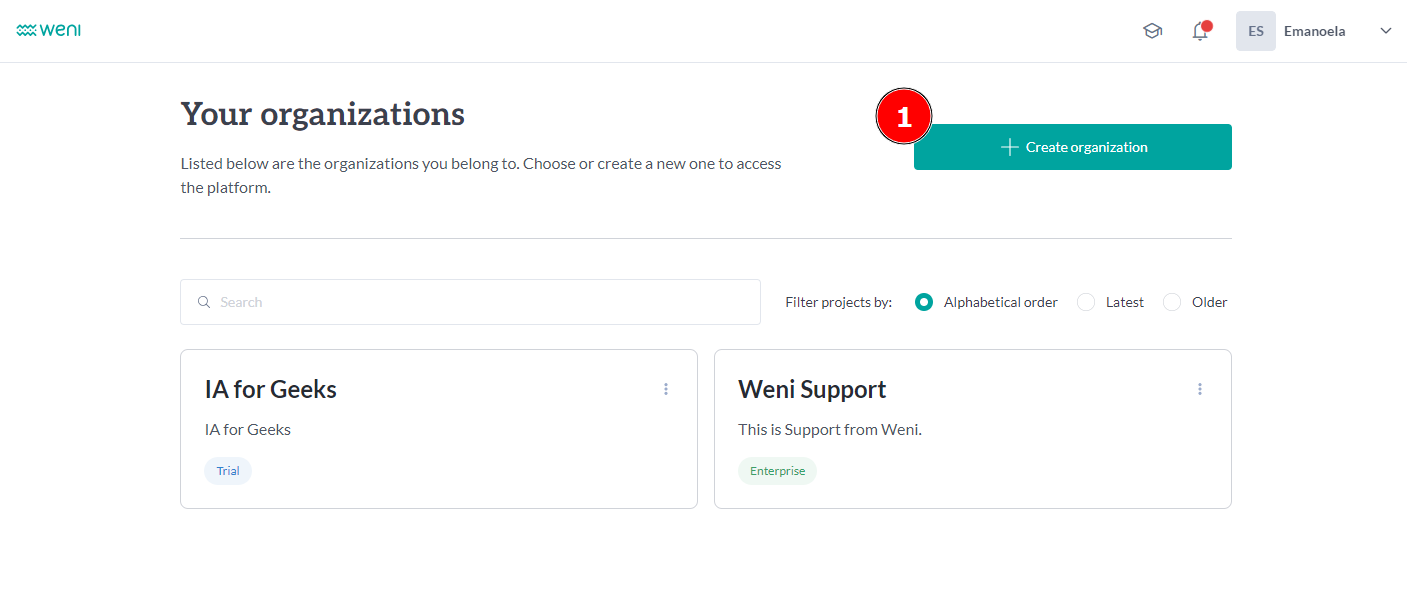 weni
ES Emanoela
Your organizations
1
+ Create organization
Listed below are the organizations you belong to. Choose or create a new one to access
the platform.
Search
Filter projects by: Alphabetical order Latest Older
IA for Geeks
IA for Geeks
Trial
Weni Support
This is Support from Weni.
Enterprise